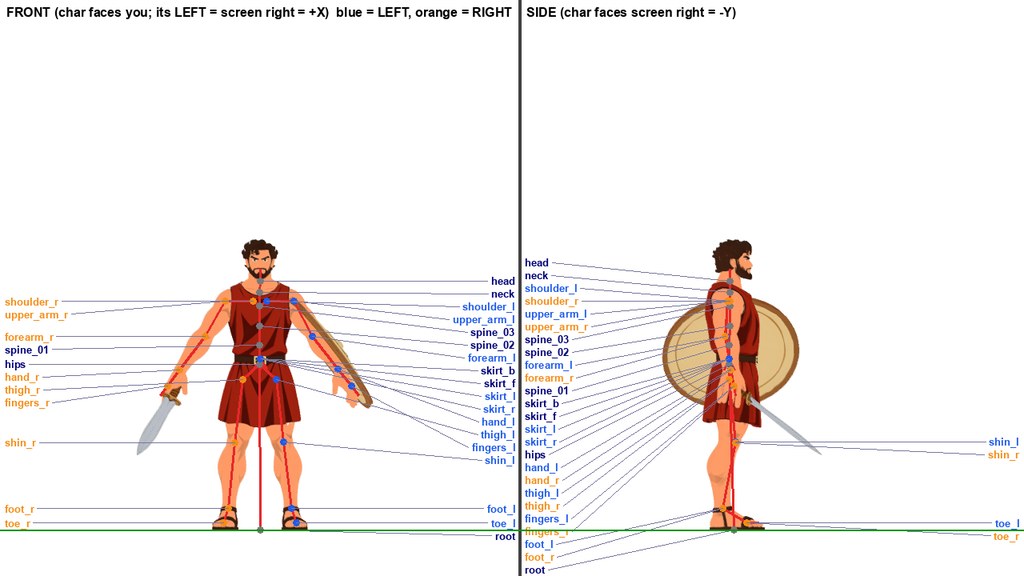 FRONT (char faces you; its LEFT = screen right = +X)  blue = LEFT, orange = RIGHT
shoulder_r
upper_arm_r
forearm_r
spine_01
hips
hand_r
thigh_r
fingers_r
shin_r
foot_r
toe_r
head
neck
shoulder_l
upper_arm_l
spine_03
spine_02
forearm_l
skirt_b
skirt_f
skirt_l
skirt_r
hand_l
thigh_l
fingers_l
shin_l
foot_l
toe_l
root
SIDE (char faces screen right = -Y)
head
neck
shoulder_l
shoulder_r
upper_arm_l
upper_arm_r
spine_03
spine_02
forearm_l
forearm_r
spine_01
skirt_b
skirt_f
skirt_l
skirt_r
hips
hand_l
hand_r
thigh_l
thigh_r
fingers_l
fingers_r
foot_l
foot_r
root
shin_l
shin_r
toe_l
toe_r